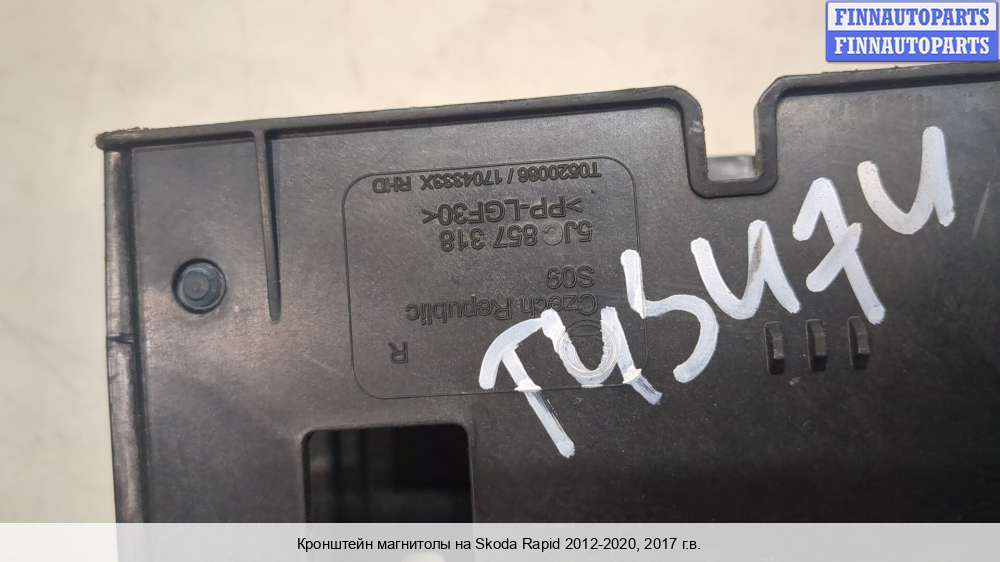 FINNAUTOPARTS
FINNAUTOPARTS
R
Czech Republic
S09
5JC 857 318
>PP-LGF30<
T0520086 / 1704333X RHD
Кронштейн магнитолы на Skoda Rapid 2012-2020, 2017 г.в.